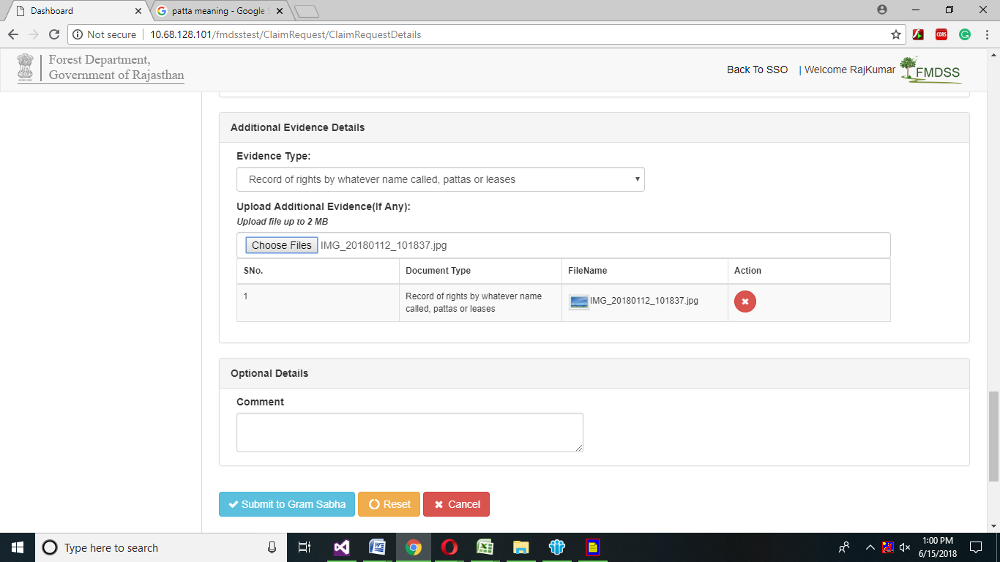 Dashboard
patta meaning - Google S
Not secure
10.68.128.101/fmdsstest/ClaimRequest/ClaimRequestDetails
CORS
G
Forest Department,
Government of Rajasthan
Back To SSO | Welcome RajKumar
FMDSS
Additional Evidence Details
Evidence Type:
Record of rights by whatever name called, pattas or leases
Upload Additional Evidence(If Any):
Upload file up to 2 MB
Choose Files IMG_20180112_101837.jpg
SNo. Document Type FileName Action
1 Record of rights by whatever name IMG_20180112_101837.jpg
called, pattas or leases
Optional Details
Comment
Submit to Gram Sabha Reset Cancel
Type here to search
1:00 PM
6/15/2018